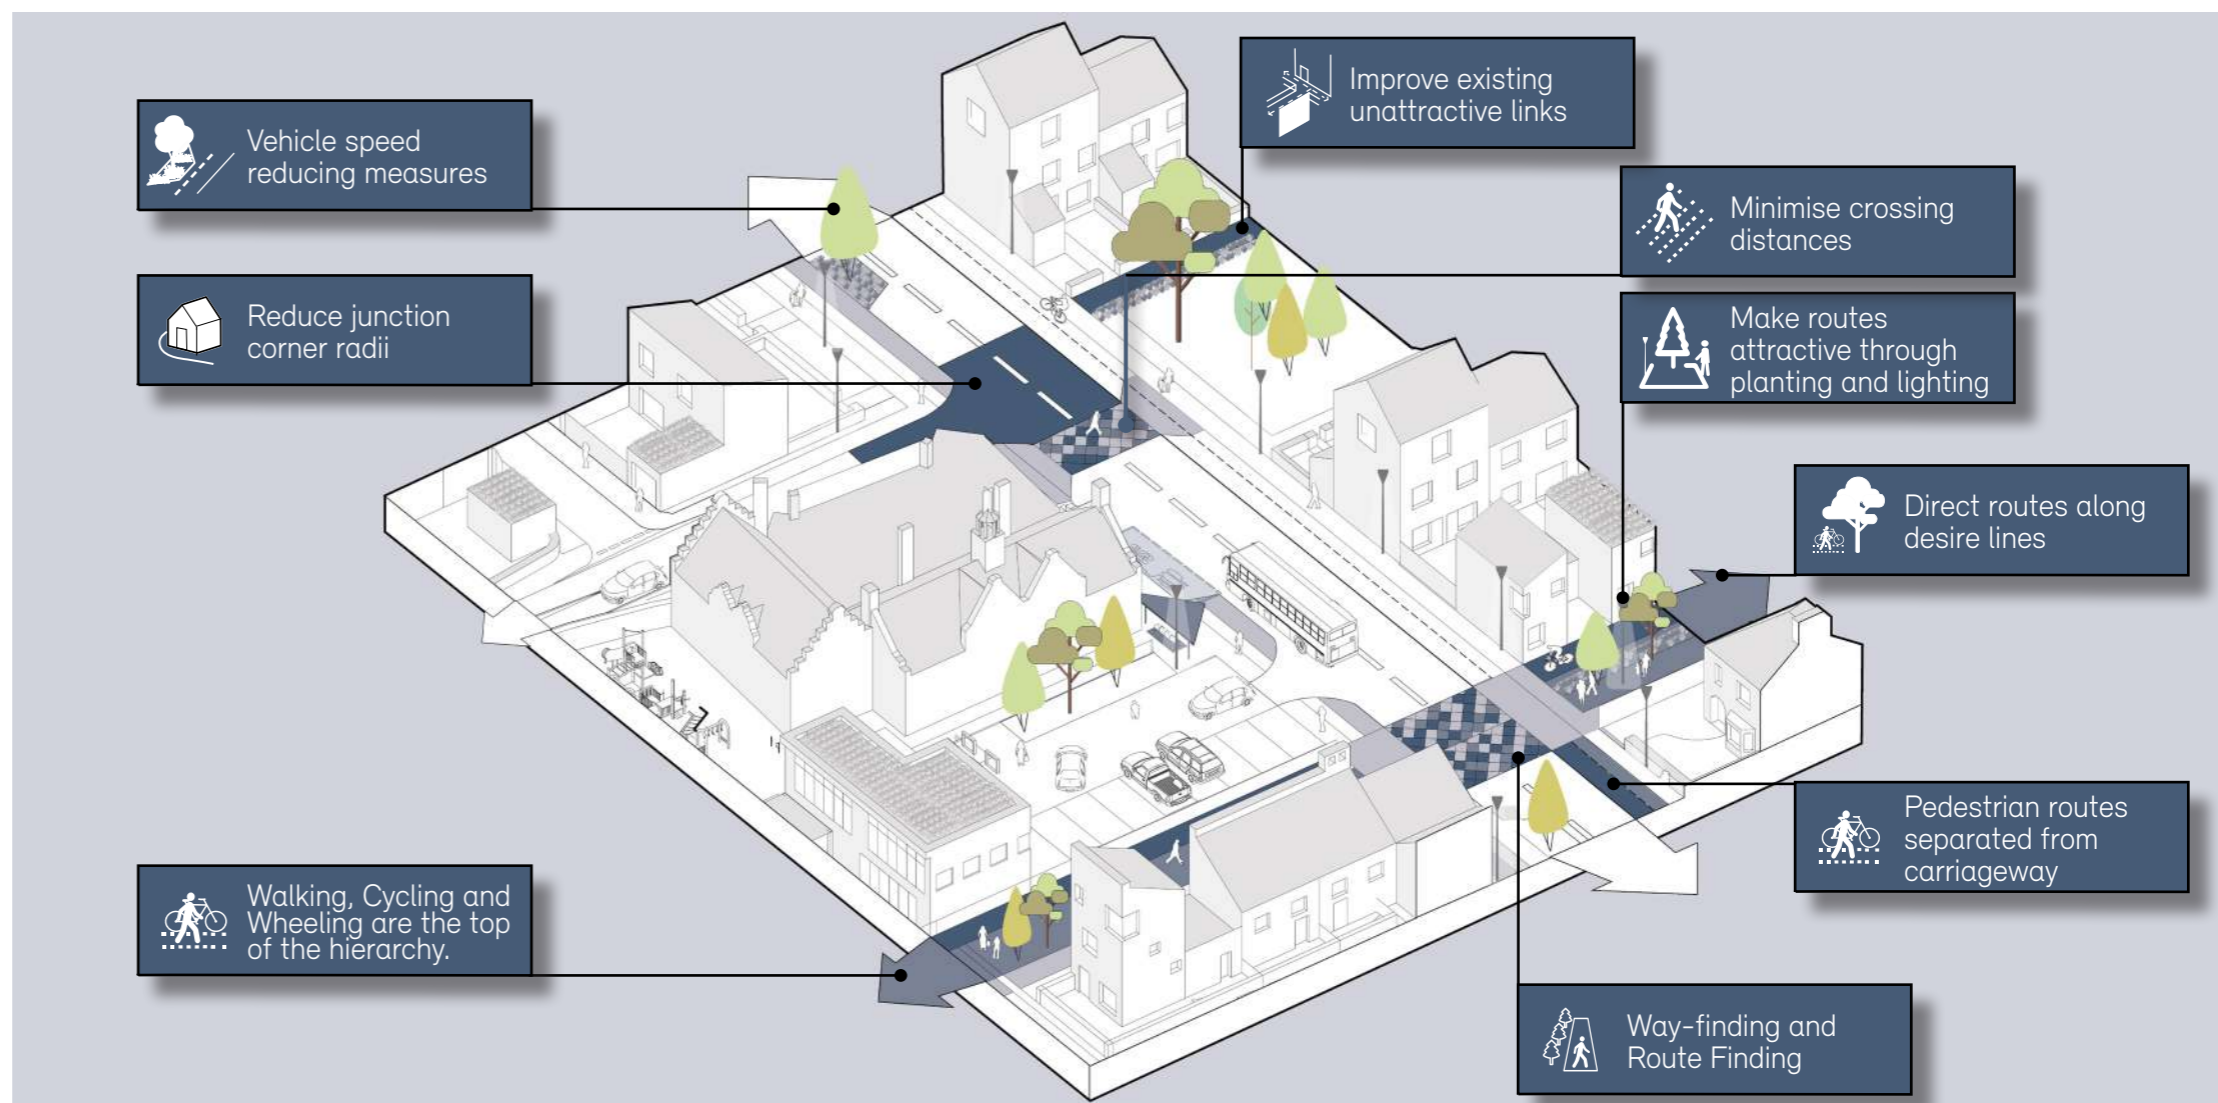 Vehicle speed
reducing measures
Reduce junction
corner radii
Walking, Cycling and
Wheeling are the top
of the hierarchy.
Improve existing
unattractive links
Minimise crossing
distances
Make routes
attractive through
planting and lighting
Direct routes along
desire lines
Pedestrian routes
separated from
carriageway
Way-finding and
Route Finding